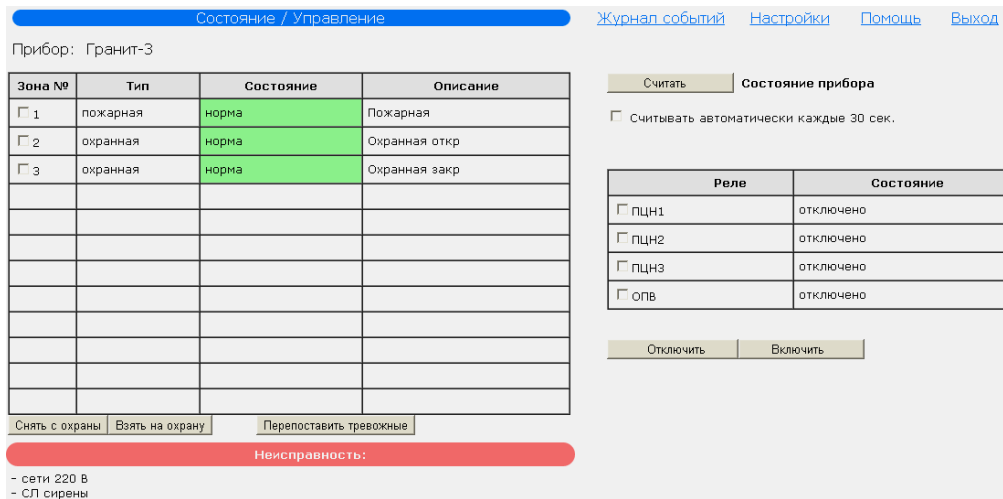 Состояние / Управление Журнал событий Настройки Помощь Выход
Прибор: Гранит-3
Зона № Тип Состояние Описание
1 пожарная норма Пожарная
2 охранная норма Охранная откр
3 охранная норма Охранная закр
Снять с охраны Взять на охрану Перепоставить тревожные
Неисправность:
- сети 220 В
- СЛ сирены
Считать Состояние прибора
Считывать автоматически каждые 30 сек.
Реле Состояние
ПЦН1 отключено
ПЦН2 отключено
ПЦН3 отключено
ОПВ отключено
Отключить Включить